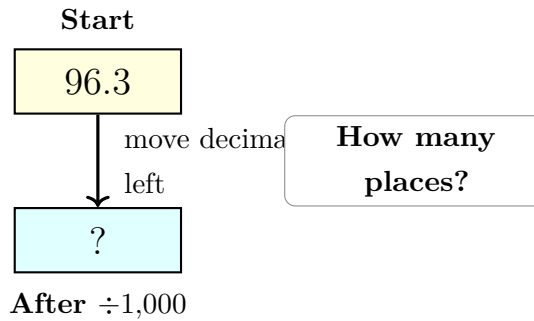 Start
96.3
move decima
left
How many
places?
?
After ÷1,000